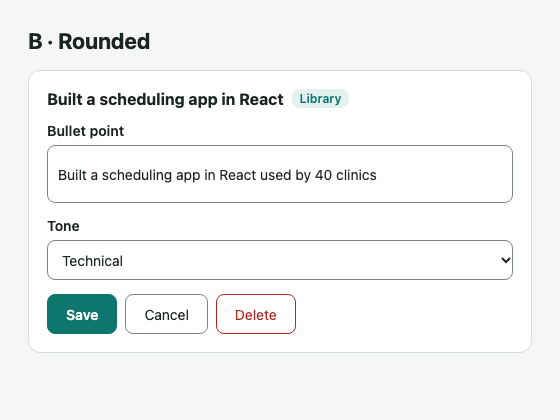 B · Rounded
Built a scheduling app in React Library
Bullet point
Built a scheduling app in React used by 40 clinics
Tone
Technical
Save Cancel Delete